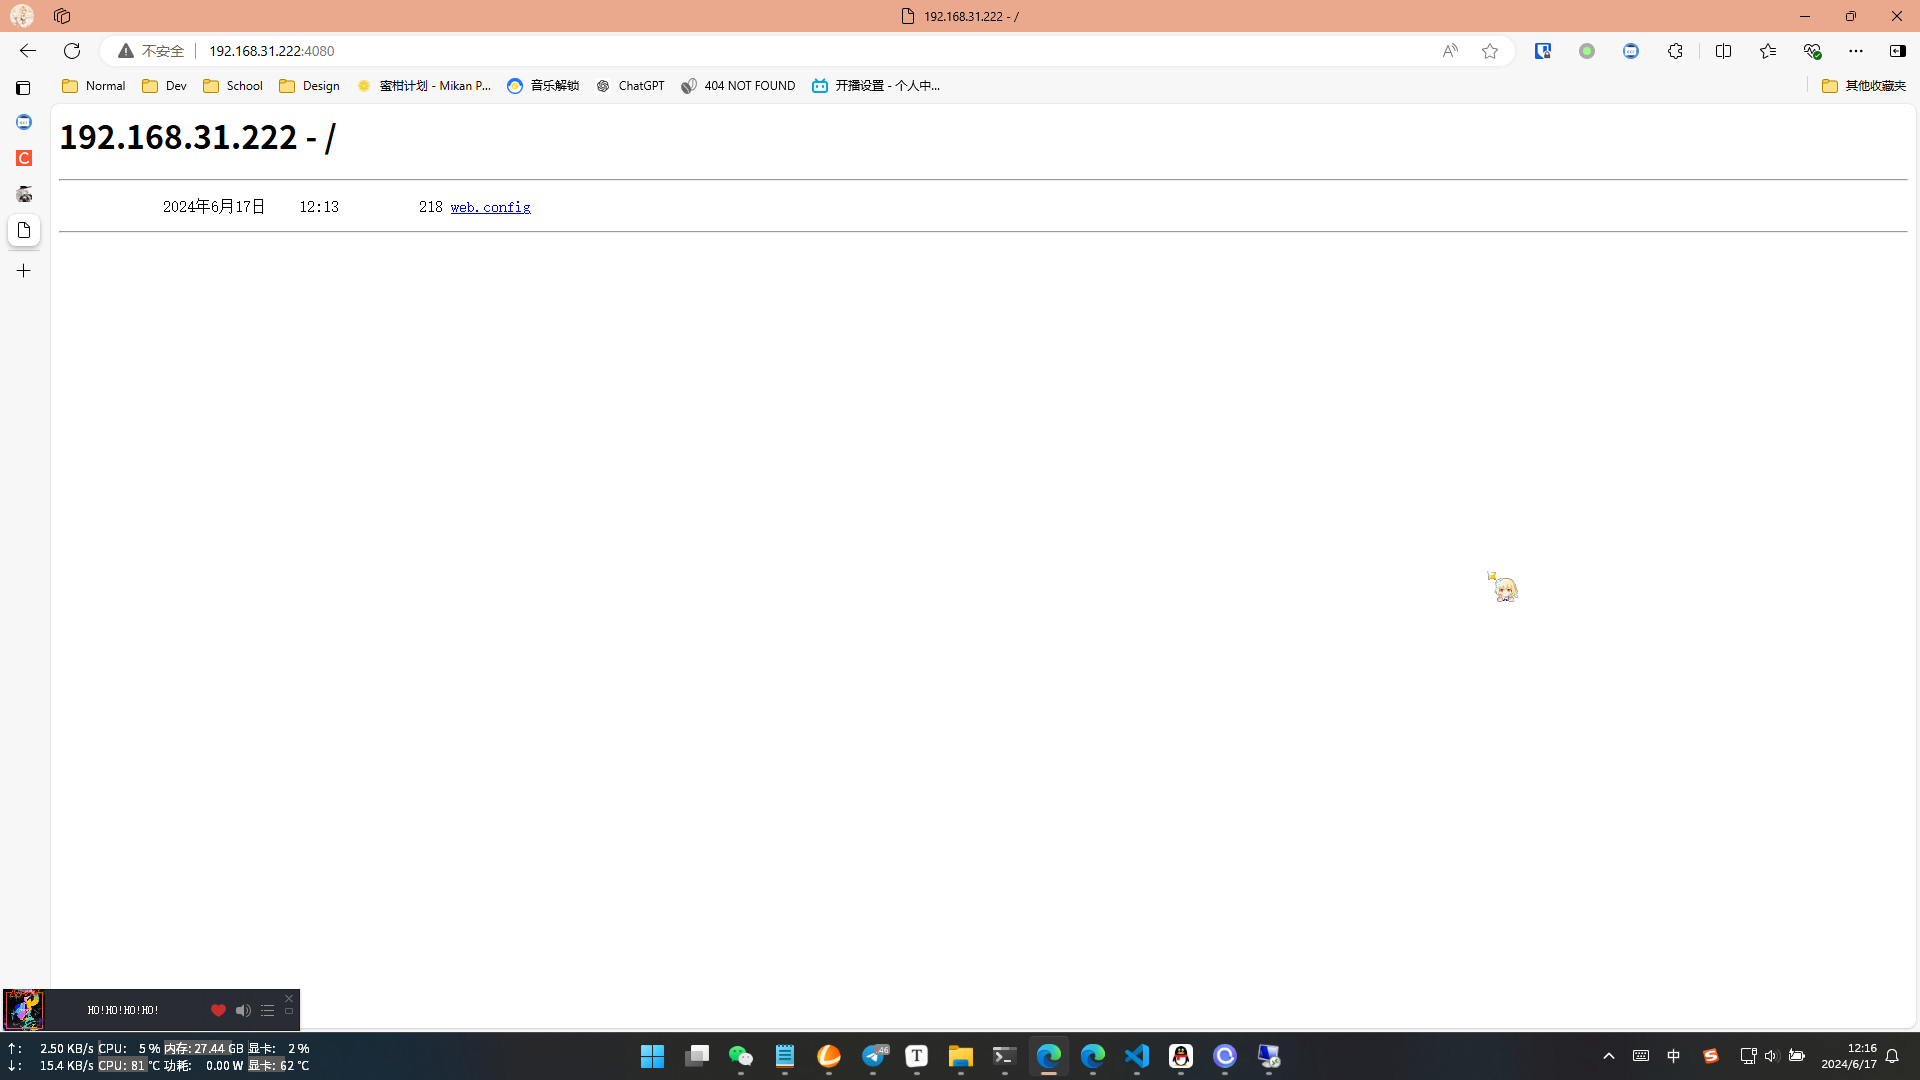 192.168.31.222 - /
不安全 192.168.31.222:4080
Normal Dev School Design 蜜柑计划 - Mikan P... 音乐解锁 ChatGPT 404 NOT FOUND 开播设置 - 个人中... 其他收藏夹
192.168.31.222 - /
2024年6月17日 12:13 218 web.config
HO!HO!HO!HO!
↑: 2.50 KB/s CPU: 5 % 内存: 27.44 GB 显卡: 2 %
↓: 15.4 KB/s CPU: 81 °C 功耗: 0.00 W 显卡: 62 °C
46
中
12:16
2024/6/17